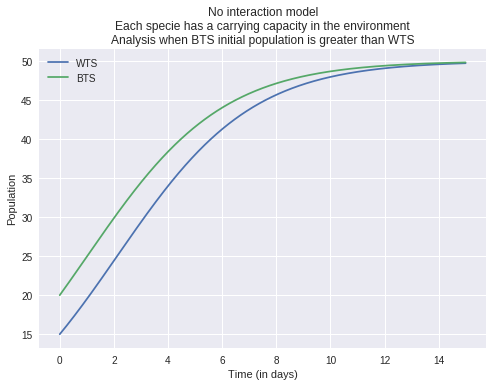 No interaction model
Each specie has a carrying capacity in the environment
Analysis when BTS initial population is greater than WTS
WTS
BTS
50
45
40
35
30
25
20
15
Population
0 2 4 6 8 10 12 14
Time (in days)